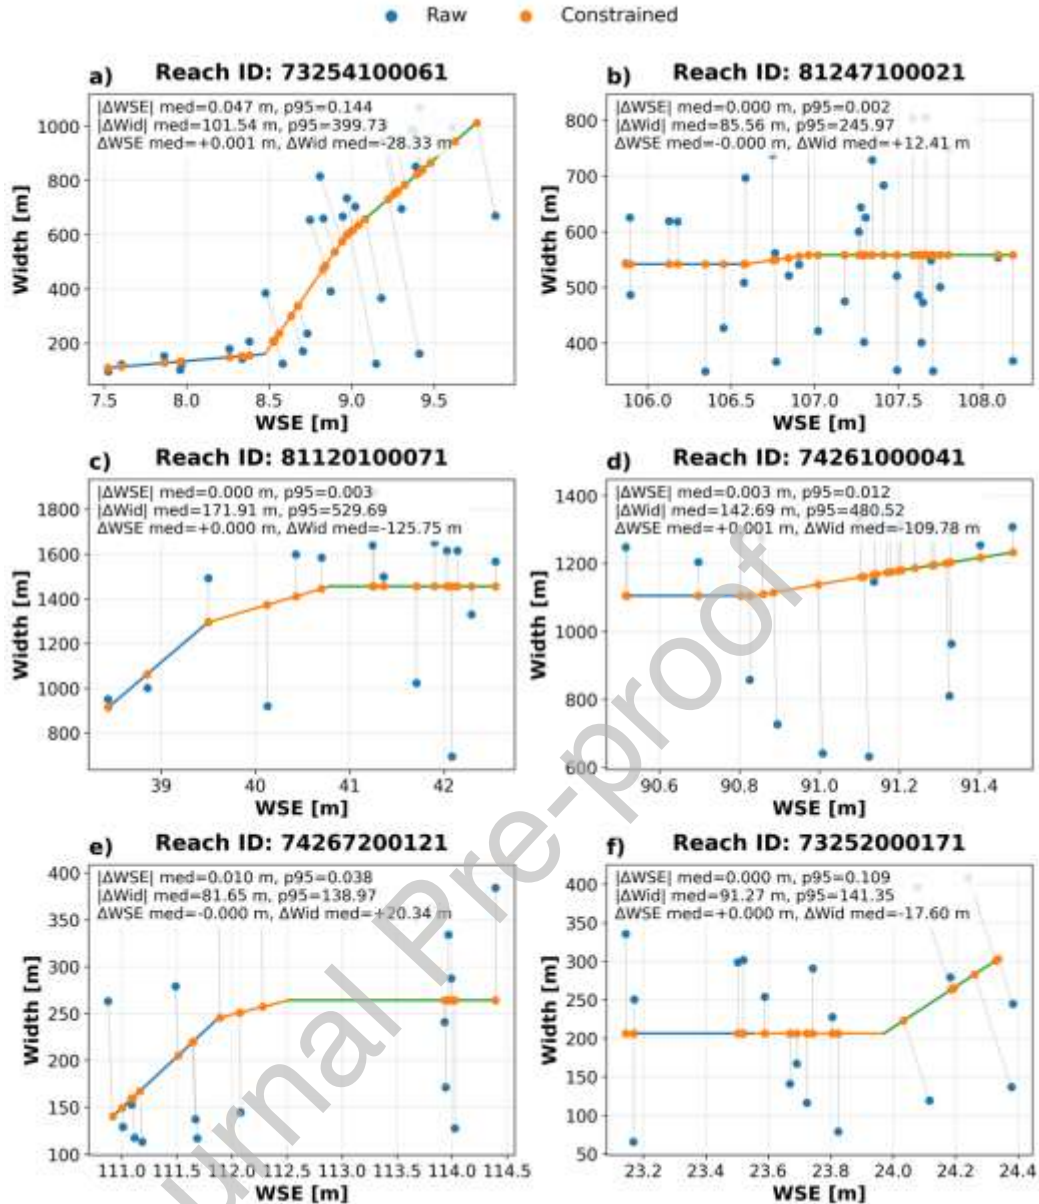 Raw Constrained
a) Reach ID: 73254100061
|ΔWSE| med=0.047 m, p95=0.144
|ΔWid| med=101.54 m, p95=399.73
ΔWSE med=+0.001 m, ΔWid med=-28.33 m
1000
800
600
400
200
Width [m]
7.5 8.0 8.5 9.0 9.5
WSE [m]
b) Reach ID: 81247100021
|ΔWSE| med=0.000 m, p95=0.002
|ΔWid| med=85.56 m, p95=245.97
ΔWSE med=-0.000 m, ΔWid med=+12.41 m
800
700
600
500
400
Width [m]
106.0 106.5 107.0 107.5 108.0
WSE [m]
c) Reach ID: 81120100071
|ΔWSE| med=0.000 m, p95=0.003
|ΔWid| med=171.91 m, p95=529.69
ΔWSE med=+0.000 m, ΔWid med=-125.75 m
1800
1600
1400
1200
1000
800
Width [m]
39 40 41 42
WSE [m]
d) Reach ID: 74261000041
|ΔWSE| med=0.003 m, p95=0.012
|ΔWid| med=142.69 m, p95=480.52
ΔWSE med=+0.001 m, ΔWid med=-109.78 m
1400
1200
1000
800
600
Width [m]
90.6 90.8 91.0 91.2 91.4
WSE [m]
e) Reach ID: 74267200121
|ΔWSE| med=0.010 m, p95=0.038
|ΔWid| med=81.65 m, p95=138.97
ΔWSE med=-0.000 m, ΔWid med=+20.34 m
400
350
300
250
200
150
100
Width [m]
111.0 111.5 112.0 112.5 113.0 113.5 114.0 114.5
WSE [m]
f) Reach ID: 73252000171
|ΔWSE| med=0.000 m, p95=0.109
|ΔWid| med=91.27 m, p95=141.35
ΔWSE med=+0.000 m, ΔWid med=-17.60 m
400
350
300
250
200
150
100
50
Width [m]
23.2 23.4 23.6 23.8 24.0 24.2 24.4
WSE [m]
urnal Pre-proof